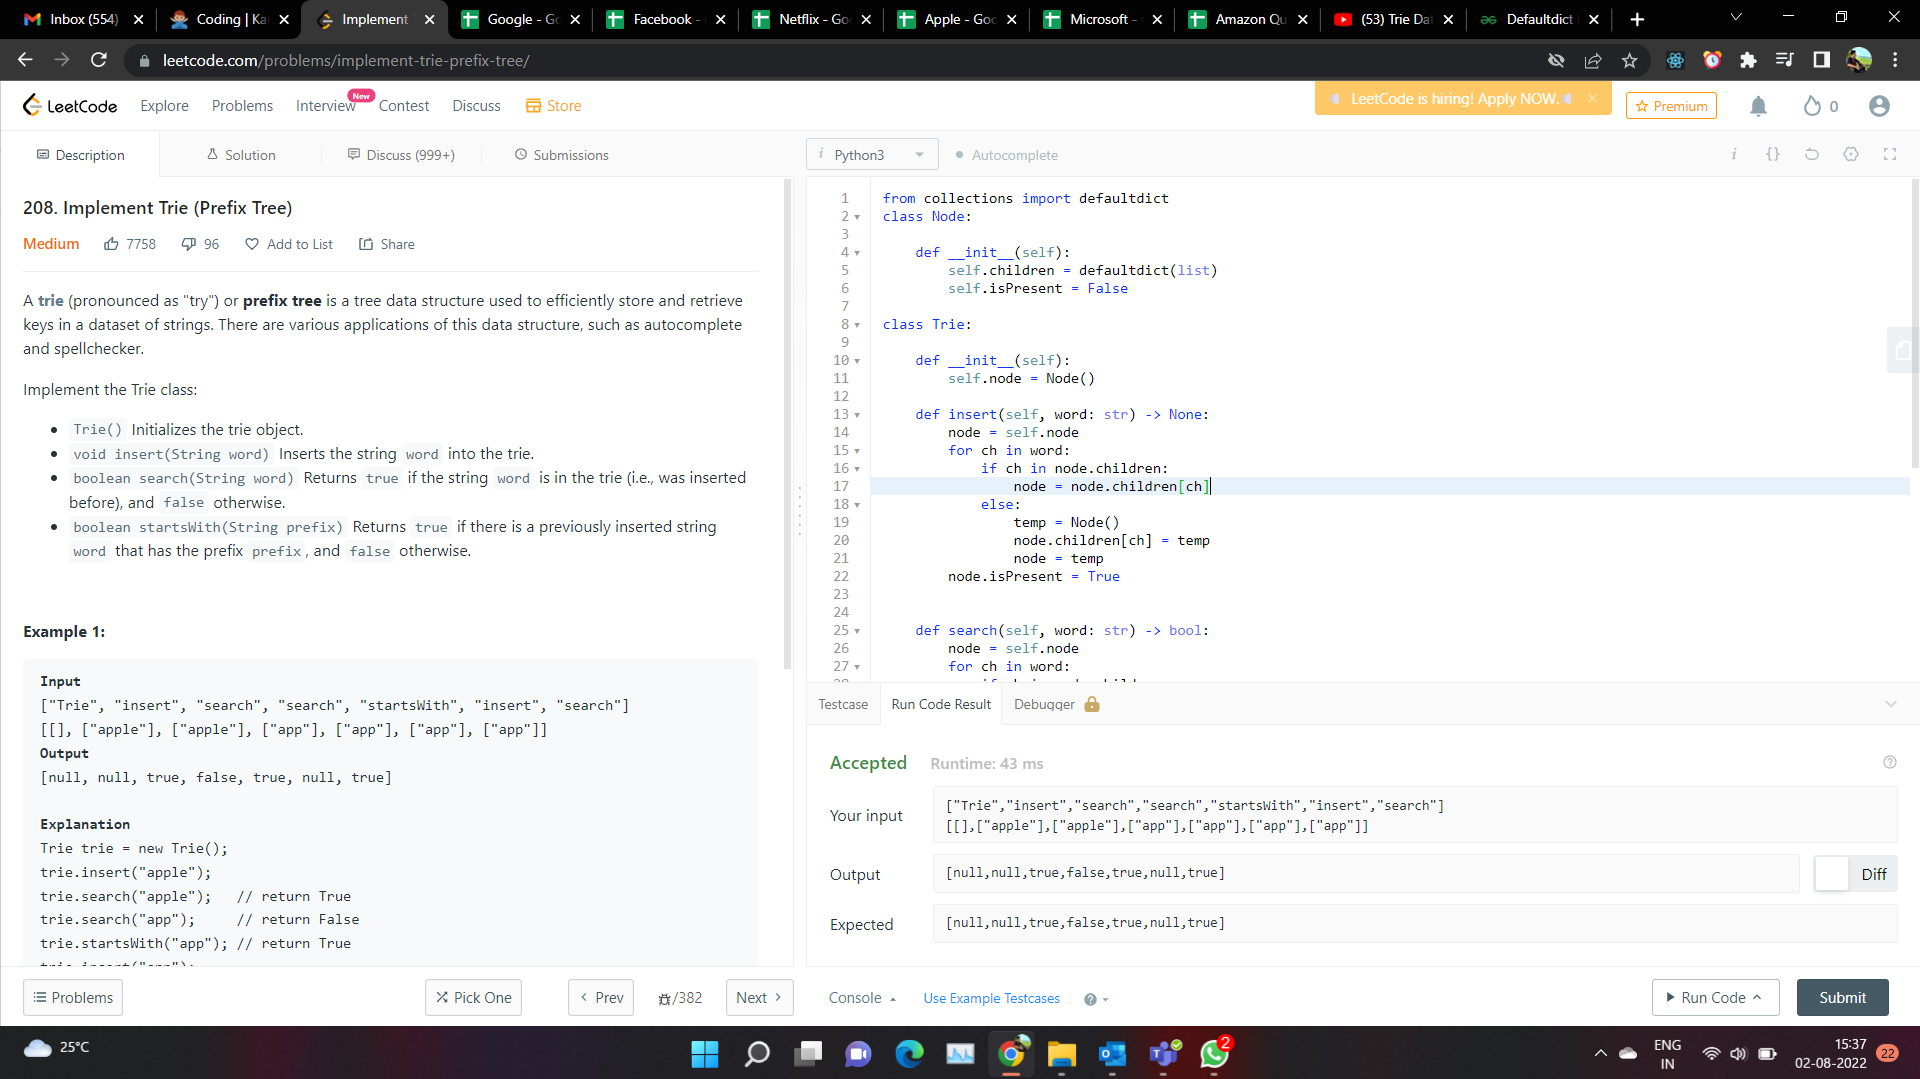 Inbox (554)
Coding | Ka
Implement T
Google - Go
Facebook -
Netflix - Go
Apple - Goo
Microsoft -
Amazon Qu
(53) Trie Dat
Defaultdict
leetcode.com/problems/implement-trie-prefix-tree/
LeetCode
Explore
Problems
Interview
New
Contest
Discuss
Store
LeetCode is hiring! Apply NOW.
Premium
0
Description
Solution
Discuss (999+)
Submissions
Python3
Autocomplete
208. Implement Trie (Prefix Tree)
Medium
7758
96
Add to List
Share
A trie (pronounced as "try") or prefix tree is a tree data structure used to efficiently store and retrieve
keys in a dataset of strings. There are various applications of this data structure, such as autocomplete
and spellchecker.
Implement the Trie class:
Trie() Initializes the trie object.
void insert(String word) Inserts the string word into the trie.
boolean search(String word) Returns true if the string word is in the trie (i.e., was inserted
before), and false otherwise.
boolean startsWith(String prefix) Returns true if there is a previously inserted string
word that has the prefix prefix, and false otherwise.
Example 1:
Input
["Trie", "insert", "search", "search", "startsWith", "insert", "search"]
[[], ["apple"], ["apple"], ["app"], ["app"], ["app"], ["app"]]
Output
[null, null, true, false, true, null, true]
Explanation
Trie trie = new Trie();
trie.insert("apple");
trie.search("apple");   // return True
trie.search("app");     // return False
trie.startsWith("app"); // return True
trie.insert("app");
1 from collections import defaultdict
2 class Node:
3
4 def __init__(self):
5 self.children = defaultdict(list)
6 self.isPresent = False
7
8 class Trie:
9
10 def __init__(self):
11 self.node = Node()
12
13 def insert(self, word: str) -> None:
14 node = self.node
15 for ch in word:
16 if ch in node.children:
17 node = node.children[ch]
18 else:
19 temp = Node()
20 node.children[ch] = temp
21 node = temp
22 node.isPresent = True
23
24
25 def search(self, word: str) -> bool:
26 node = self.node
27 for ch in word:
Testcase
Run Code Result
Debugger
Accepted
Runtime: 43 ms
Your input
["Trie","insert","search","search","startsWith","insert","search"]
[[],["apple"],["apple"],["app"],["app"],["app"],["app"]]
Output
[null,null,true,false,true,null,true]
Diff
Expected
[null,null,true,false,true,null,true]
Problems
Pick One
Prev
/382
Next
Console
Use Example Testcases
Run Code
Submit
25°C
2
ENG
IN
15:37
02-08-2022
22